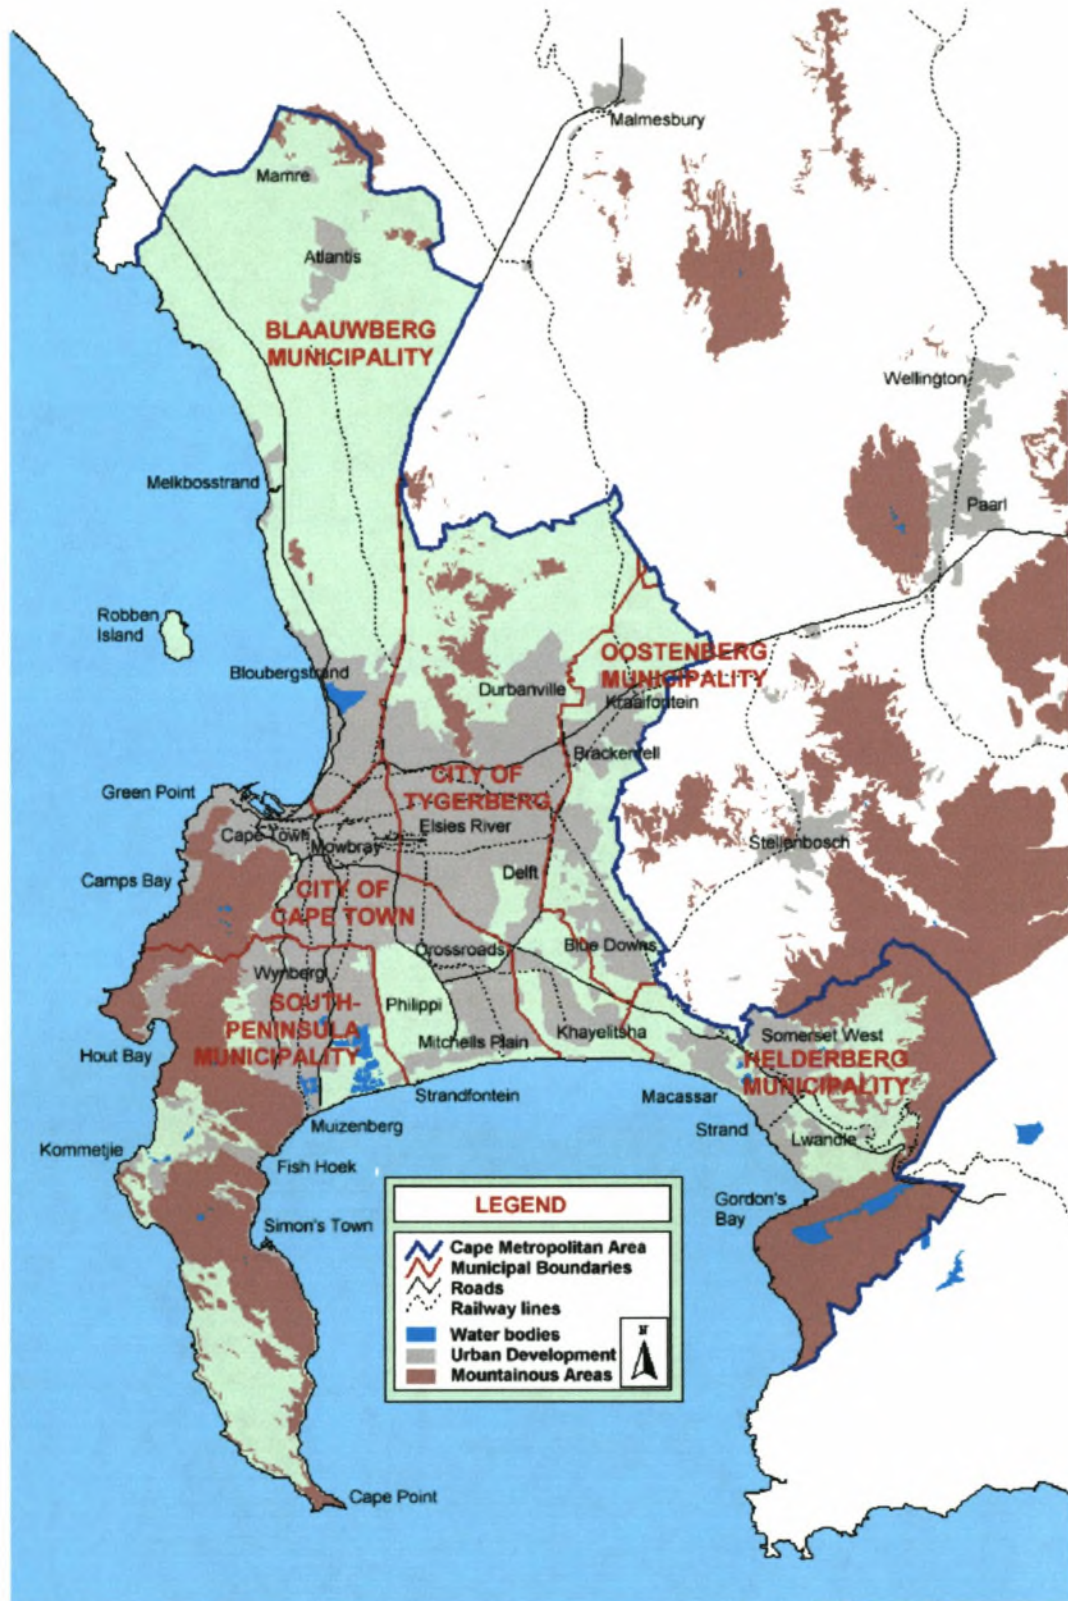 Malmesbury
Mamre
Atlantis
BLAAUWBERG
MUNICIPALITY
Wellington
Melkbosstrand
Paarl
Robben
Island
OOSTENBERG
MUNICIPALITY
Bloubergstrand
Durbanville
Kraaifontein
Brackenfell
CITY OF
TYGERBERG
Green Point
Elsies River
Cape Town
Mowbray
Stellenbosch
Delft
Camps Bay
CITY OF
CAPE TOWN
Crossroads
Blue Downs
Wynberg
SOUTH-
PENINSULA
MUNICIPALITY
Philippi
Mitchells Plain
Khayelitsha
Somerset West
HELDERBERG
MUNICIPALITY
Hout Bay
Strandfontein
Macassar
Muizenberg
Strand
Lwandle
Kommetjie
Fish Hoek
Gordon's
Bay
Simon's Town
LEGEND
Cape Metropolitan Area
Municipal Boundaries
Roads
Railway lines
Water bodies
Urban Development
Mountainous Areas
N
Cape Point